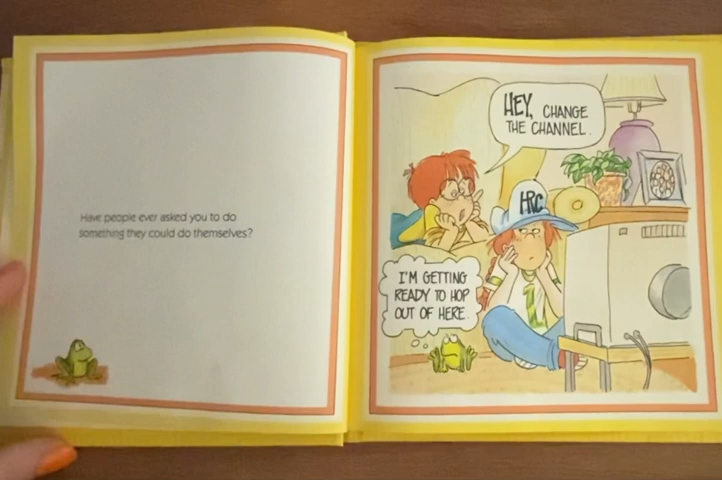 Have people ever asked you to do
something they could do themselves?
HEY, CHANGE
THE CHANNEL.
HRC
I'M GETTING
READY TO HOP
OUT OF HERE.
1